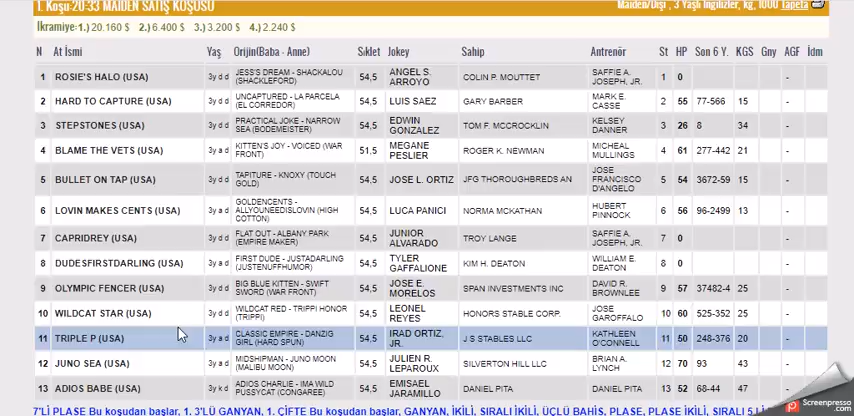 1. Koşu:20:33 MAIDEN SATIŞ KOŞUSU
Maiden/Dişi , 3 Yaşlı İngilizler, kg, 1000 Tapeta
İkramiye: 1.) 20.160 $ 2.) 6.400 $ 3.) 3.200 $ 4.) 2.240 $
N At İsmi Yaş Orijin(Baba - Anne) Sıklet Jokey Sahip Antrenör St HP Son 6 Y. KGS Gny AGF İdm
1 ROSIE'S HALO (USA) 3y d d JESS'S DREAM - SHACKALOU (SHACKLEFORD) 54,5 ANGEL S. ARROYO COLIN P. MOUTTET SAFFIE A. JOSEPH, JR. 1 0 -
2 HARD TO CAPTURE (USA) 3y d d UNCAPTURED - LA PARCELA (EL CORREDOR) 54,5 LUIS SAEZ GARY BARBER MARK E. CASSE 2 55 77-566 15 -
3 STEPSTONES (USA) 3y d d PRACTICAL JOKE - NARROW SEA (BODEMEISTER) 54,5 EDWIN GONZALEZ TOM F. MCCROCKLIN KELSEY DANNER 3 26 8 34 -
4 BLAME THE VETS (USA) 3y a d KITTEN'S JOY - VOICED (WAR FRONT) 51,5 MEGANE PESLIER ROGER K. NEWMAN MICHEAL MULLINGS 4 61 277-442 21 -
5 BULLET ON TAP (USA) 3y d d TAPITURE - KNOXY (TOUCH GOLD) 54,5 JOSE L. ORTIZ JFG THOROUGHBREDS AN JOSE FRANCISCO D'ANGELO 5 54 3672-59 15 -
6 LOVIN MAKES CENTS (USA) 3y a d GOLDENCENTS - ALLYOUNEEDISLOVIN (HIGH COTTON) 54,5 LUCA PANICI NORMA MCKATHAN HUBERT PINNOCK 6 56 96-2499 13 -
7 CAPRIDREY (USA) 3y d d FLAT OUT - ALBANY PARK (EMPIRE MAKER) 54,5 JUNIOR ALVARADO TROY LANGE SAFFIE A. JOSEPH, JR. 7 0 -
8 DUDESFIRSTDARLING (USA) 3y a d FIRST DUDE - JUSTADARLING (JUSTENUFFHUMOR) 54,5 TYLER GAFFALIONE KIM H. DEATON WILLIAM E. DEATON 8 0 -
9 OLYMPIC FENCER (USA) 3y d d BIG BLUE KITTEN - SWIFT SWORD (WAR FRONT) 54,5 JOSE E. MORELOS SPAN INVESTMENTS INC DAVID R. BROWNLEE 9 57 37482-4 25 -
10 WILDCAT STAR (USA) 3y d d WILDCAT RED - TRIPPI HONOR (TRIPPI) 54,5 LEONEL REYES HONORS STABLE CORP. JOSE GAROFFALO 10 60 525-352 25 -
11 TRIPLE P (USA) 3y a d CLASSIC EMPIRE - DANZIG GIRL (HARD SPUN) 54,5 IRAD ORTIZ, JR. J S STABLES LLC KATHLEEN O'CONNELL 11 50 248-376 20 -
12 JUNO SEA (USA) 3y a d MIDSHIPMAN - JUNO MOON (MALIBU MOON) 54,5 JULIEN R. LEPAROUX SILVERTON HILL LLC BRIAN A. LYNCH 12 70 93 43 -
13 ADIOS BABE (USA) 3y k d ADIOS CHARLIE - IMA WILD PUSSYCAT (CONGAREE) 54,5 EMISAEL JARAMILLO DANIEL PITA DANIEL PITA 13 52 68-44 47 -
7'Lİ PLASE Bu koşudan başlar, 1. 3'LÜ GANYAN, 1. ÇİFTE Bu koşudan başlar, GANYAN, İKİLİ, SIRALI İKİLİ, ÜÇLÜ BAHİS, PLASE, PLASE İKİLİ, SIRALI 5Lİ
Screenpresso